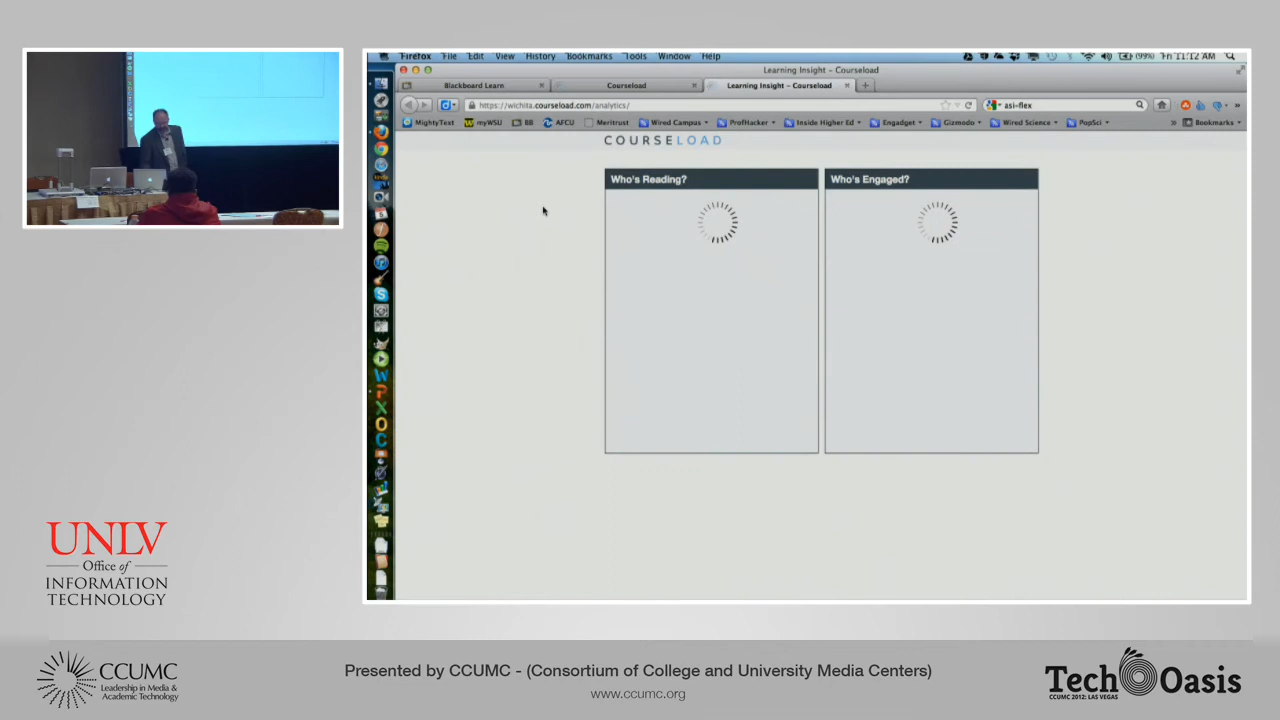 Firefox File Edit View History Bookmarks Tools Window Help (99%) Fri 11:12 AM
Learning Insight – Courseload
Blackboard Learn Courseload Learning Insight – Courseload
https://wichita.courseload.com/analytics/ asi-flex
MightyText myWSU BB AFCU Meritrust Wired Campus ProfHacker Inside Higher Ed Engadget Gizmodo Wired Science PopSci Bookmarks
COURSELOAD
Who's Reading? Who's Engaged?
UNLV
Office of
INFORMATION
TECHNOLOGY
CCUMC
Leadership in Media &
Academic Technology
Presented by CCUMC - (Consortium of College and University Media Centers)
www.ccumc.org
Tech Oasis
CCUMC 2012: LAS VEGAS